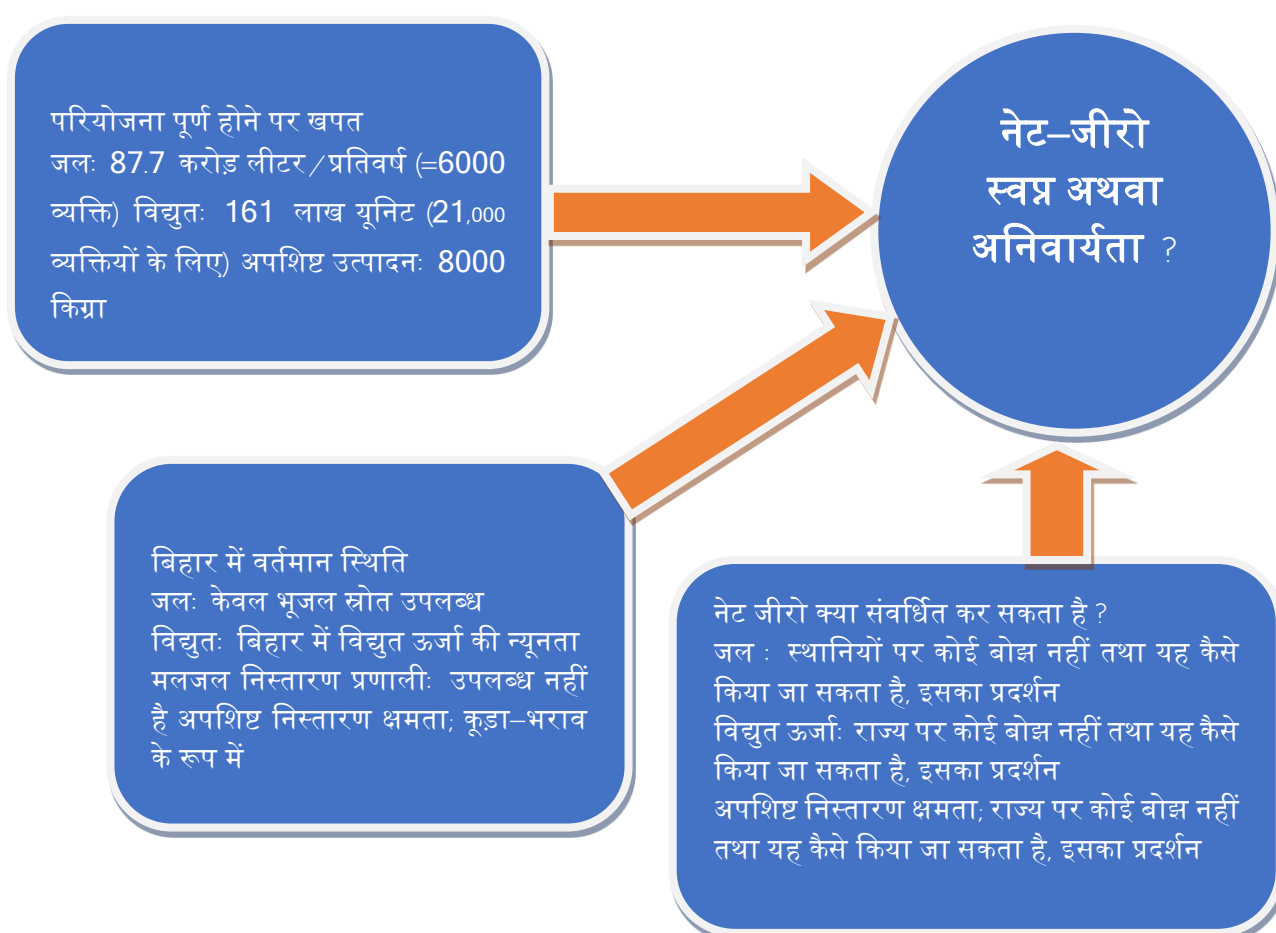 परियोजना पूर्ण होने पर खपत
जलः 87.7 करोड़ लीटर/प्रतिवर्ष (=6000
व्यक्ति) विद्युतः 161 लाख यूनिट (21,000
व्यक्तियों के लिए) अपशिष्ट उत्पादनः 8000
किग्रा
नेट–जीरो
स्वप्न अथवा
अनिवार्यता ?
बिहार में वर्तमान स्थिति
जलः केवल भूजल स्रोत उपलब्ध
विद्युतः बिहार में विद्युत ऊर्जा की न्यूनता
मलजल निस्तारण प्रणालीः उपलब्ध नहीं
है अपशिष्ट निस्तारण क्षमता; कूड़ा–भराव
के रूप में
नेट जीरो क्या संवर्धित कर सकता है ?
जल : स्थानियों पर कोई बोझ नहीं तथा यह कैसे
किया जा सकता है, इसका प्रदर्शन
विद्युत ऊर्जाः राज्य पर कोई बोझ नहीं तथा यह कैसे
किया जा सकता है, इसका प्रदर्शन
अपशिष्ट निस्तारण क्षमता; राज्य पर कोई बोझ नहीं
तथा यह कैसे किया जा सकता है, इसका प्रदर्शन